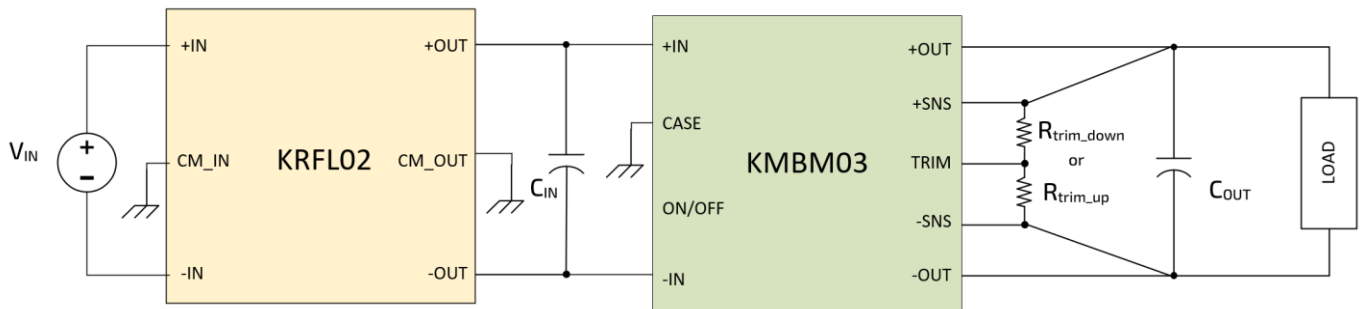 V_IN
+
−
+IN
CM_IN
-IN
KRFL02
+OUT
CM_OUT
-OUT
C_IN
+IN
CASE
ON/OFF
-IN
KMBM03
+OUT
+SNS
TRIM
-SNS
-OUT
R_trim_down
or
R_trim_up
C_OUT
LOAD